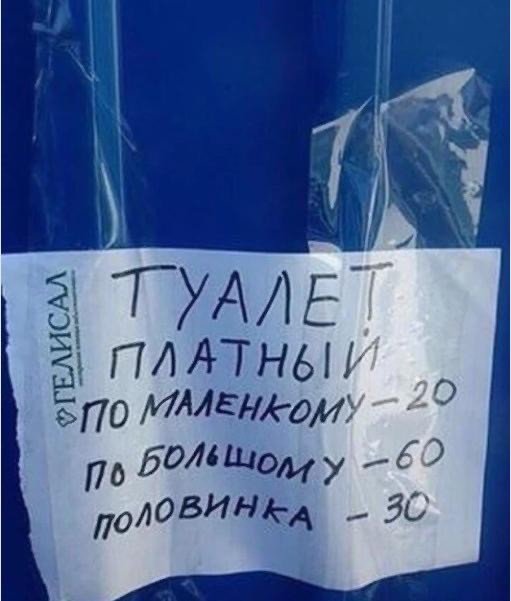 ТУАЛЕТ
ПЛАТНЫЙ
ПО МАЛЕНКОМУ – 20
ПО БОЛЬШОМУ – 60
ПОЛОВИНКА – 30
ГЕЛИСАЛ